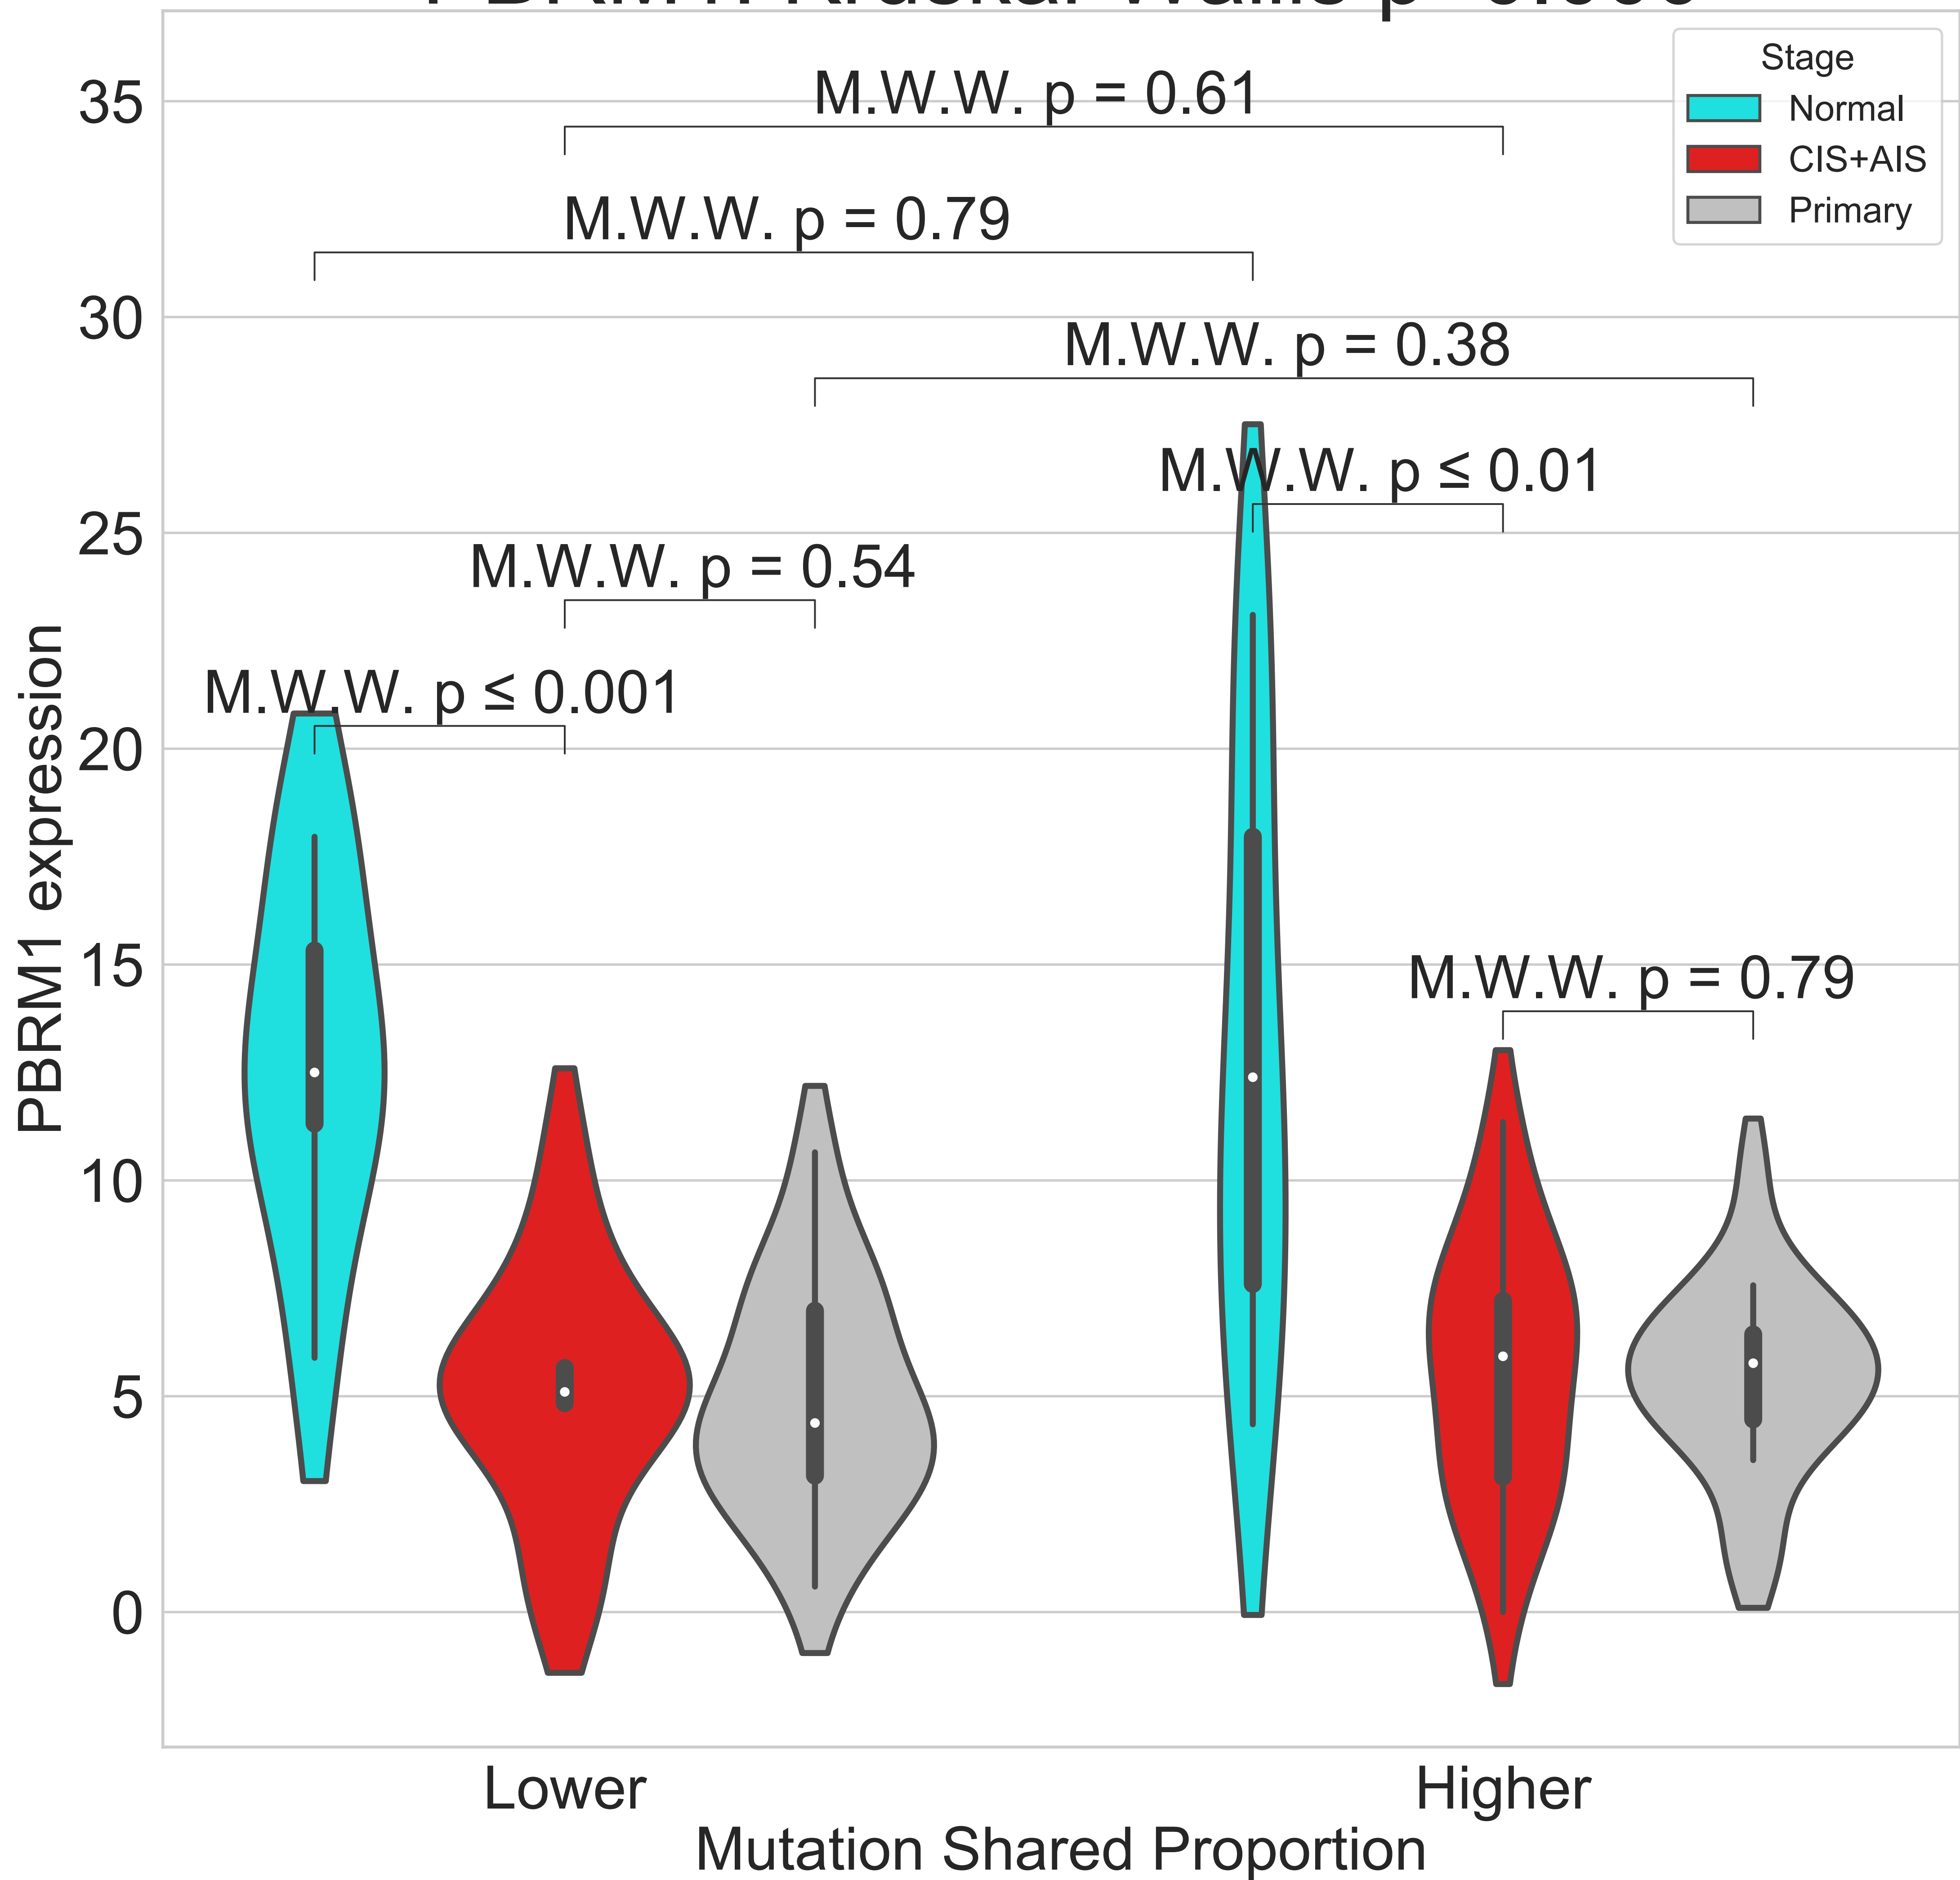 Stage
Normal
CIS+AIS
Primary
M.W.W. p = 0.61
M.W.W. p = 0.79
M.W.W. p = 0.38
M.W.W. p ≤ 0.01
M.W.W. p = 0.54
M.W.W. p ≤ 0.001
M.W.W. p = 0.79
35
30
25
20
15
10
5
0
PBRM1 expression
Lower
Higher
Mutation Shared Proportion